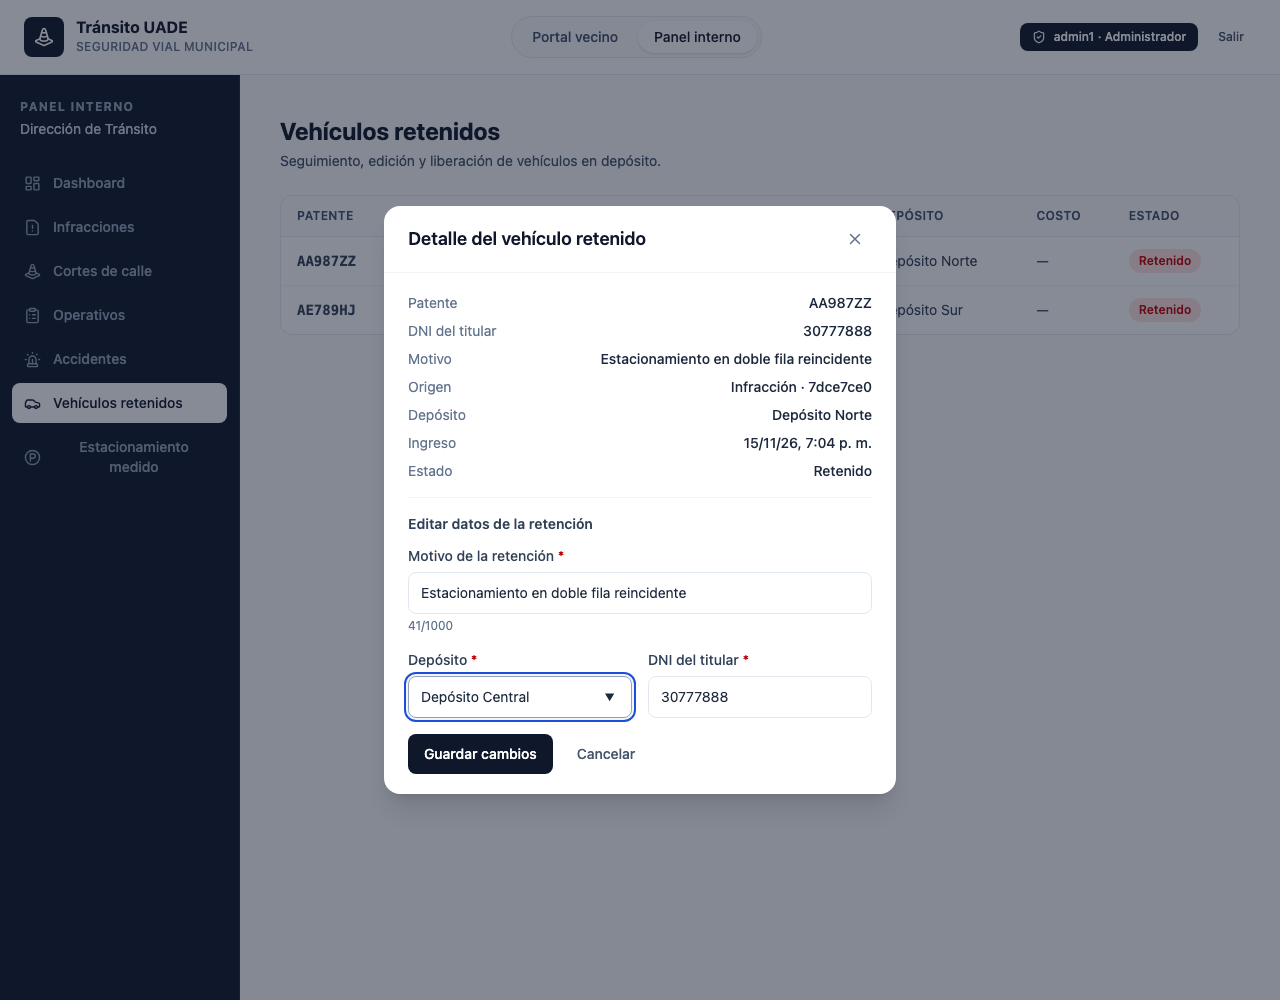 Tránsito UADE
SEGURIDAD VIAL MUNICIPAL
Portal vecino
Panel interno
admin1 · Administrador
Salir
PANEL INTERNO
Dirección de Tránsito
Dashboard
Infracciones
Cortes de calle
Operativos
Accidentes
Vehículos retenidos
Estacionamiento
medido
Vehículos retenidos
Seguimiento, edición y liberación de vehículos en depósito.
PATENTE PÓSITO COSTO ESTADO
AA987ZZ pósito Norte — Retenido
AE789HJ pósito Sur — Retenido
Detalle del vehículo retenido
Patente AA987ZZ
DNI del titular 30777888
Motivo Estacionamiento en doble fila reincidente
Origen Infracción · 7dce7ce0
Depósito Depósito Norte
Ingreso 15/11/26, 7:04 p. m.
Estado Retenido
Editar datos de la retención
Motivo de la retención *
Estacionamiento en doble fila reincidente
41/1000
Depósito * DNI del titular *
Depósito Central ▼ 30777888
Guardar cambios Cancelar